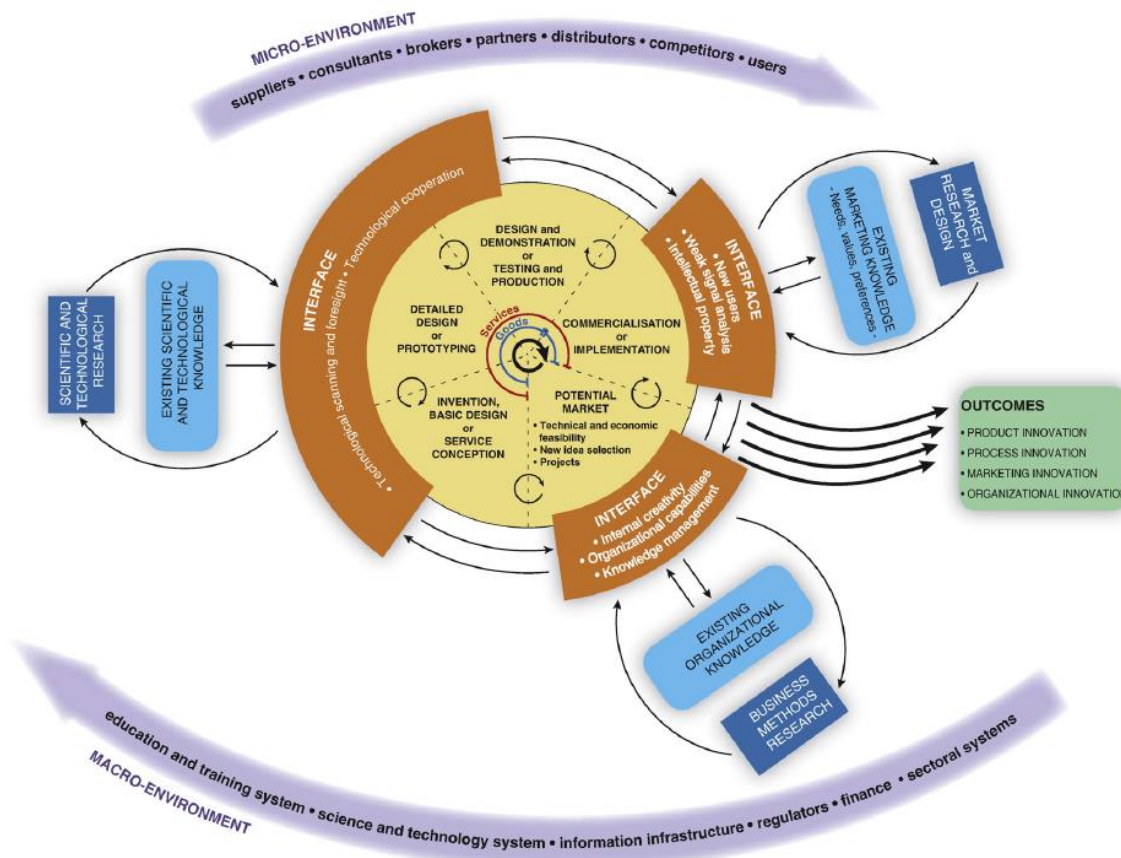 MICRO-ENVIRONMENT
suppliers • consultants • brokers • partners • distributors • competitors • users
INTERFACE
• Technological scanning and foresight • Technological cooperation
DESIGN and
DEMONSTRATION
or
TESTING and
PRODUCTION
DETAILED
DESIGN
or
PROTOTYPING
Services
Goods
COMMERCIALISATION
or
IMPLEMENTATION
INVENTION,
BASIC DESIGN
or
SERVICE
CONCEPTION
POTENTIAL
MARKET
• Technical and economic
feasibility
• New idea selection
• Projects
INTERFACE
• New users
• Weak signal analysis
• Intellectual property
EXISTING
MARKETING KNOWLEDGE
- Needs, values, preferences -
MARKET
RESEARCH and
DESIGN
SCIENTIFIC AND
TECHNOLOGICAL
RESEARCH
EXISTING SCIENTIFIC
AND TECHNOLOGICAL
KNOWLEDGE
OUTCOMES
• PRODUCT INNOVATION
• PROCESS INNOVATION
• MARKETING INNOVATION
• ORGANIZATIONAL INNOVATION
INTERFACE
• Internal creativity
• Organizational capabilities
• Knowledge management
EXISTING
ORGANIZATIONAL
KNOWLEDGE
BUSINESS
METHODS
RESEARCH
education and training system • science and technology system • information infrastructure • regulators • finance • sectoral systems
MACRO-ENVIRONMENT